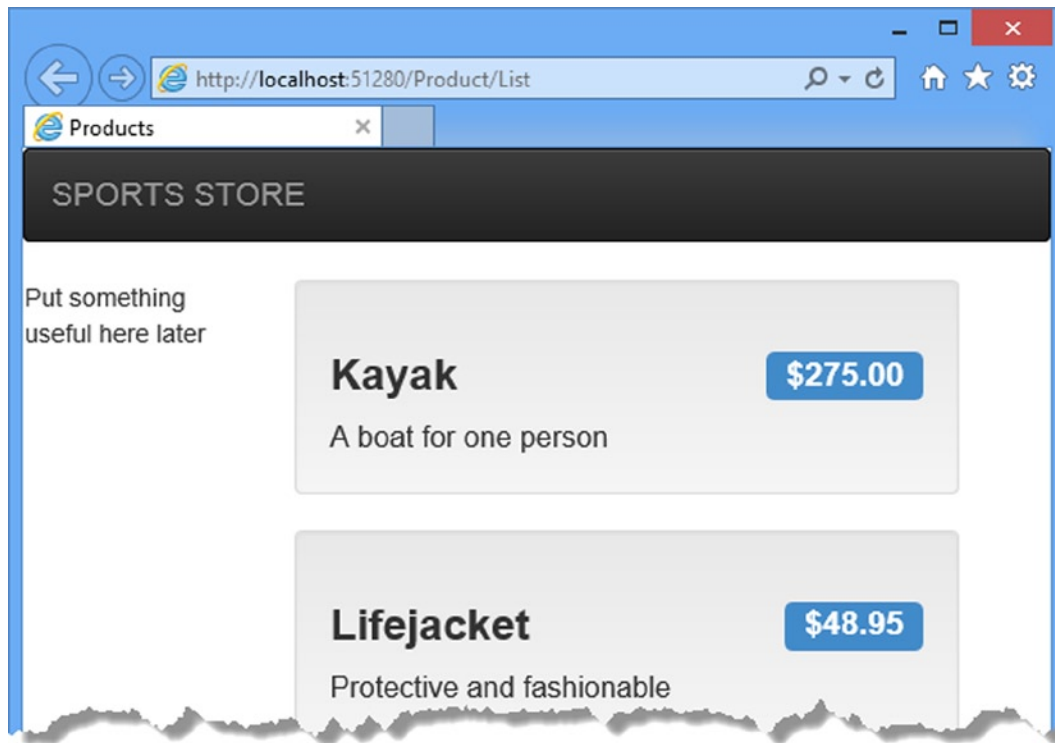 http://localhost:51280/Product/List
Products
SPORTS STORE
Put something
useful here later
Kayak
$275.00
A boat for one person
Lifejacket
$48.95
Protective and fashionable